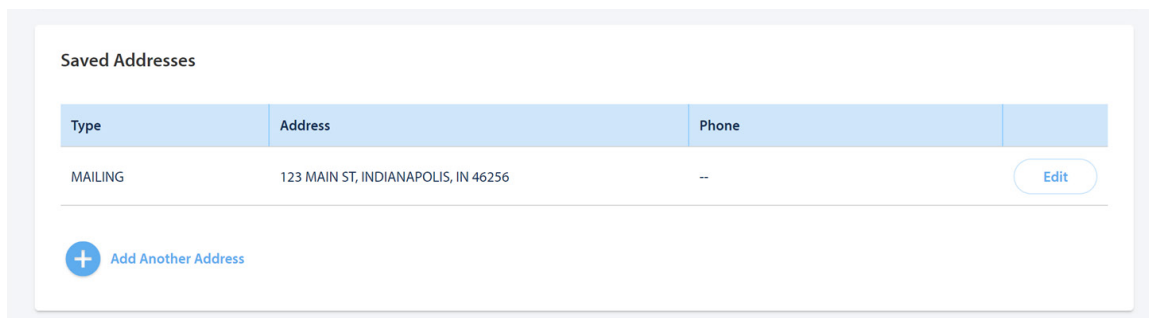 Saved Addresses
Type Address Phone
MAILING 123 MAIN ST, INDIANAPOLIS, IN 46256 -- Edit
Add Another Address